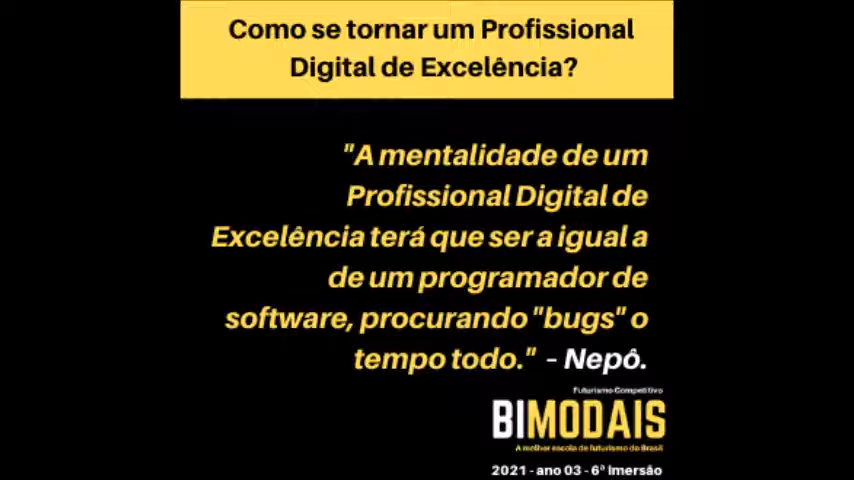 Como se tornar um Profissional
Digital de Excelência?
"A mentalidade de um
Profissional Digital de
Excelência terá que ser a igual a
de um programador de
software, procurando "bugs" o
tempo todo." - Nepô.
Futurismo Competitivo
BIMODAIS
A melhor escola de futurismo do Brasil
2021 - ano 03 - 6ª Imersão